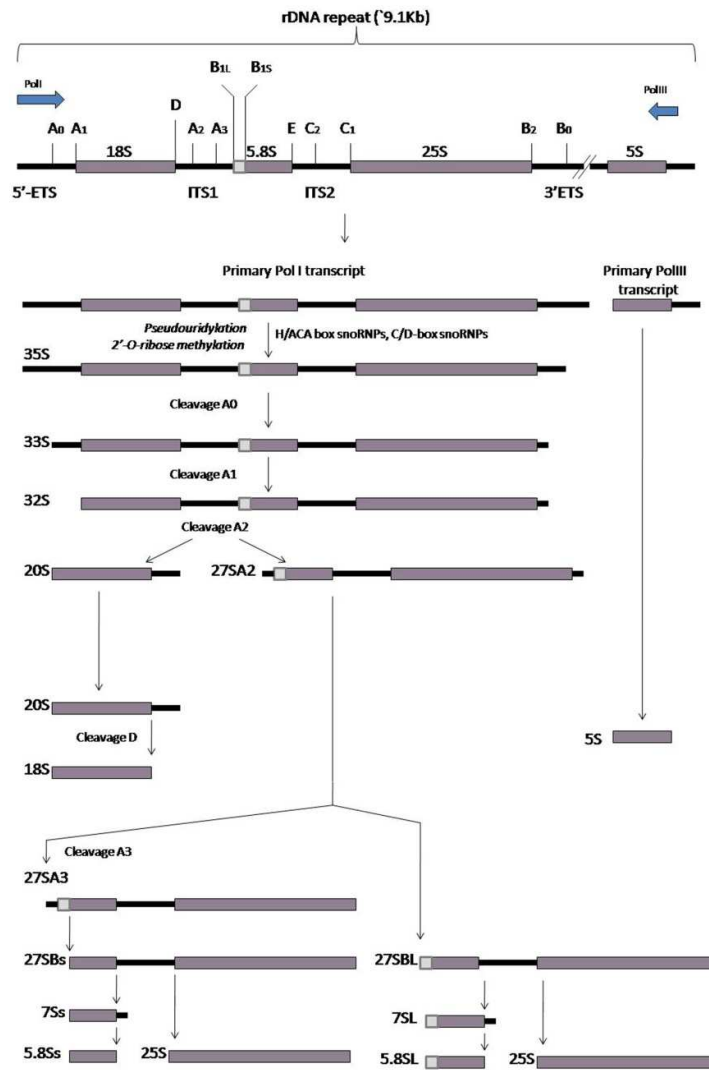 rDNA repeat (`9.1Kb)
B1L B1S
PolI PolIII
D
A0 A1 A2 A3 E C2 C1 B2 B0
18S 5.8S 25S 5S
5’-ETS ITS1 ITS2 3’ETS
Primary Pol I transcript
Primary PolIII
transcript
Pseudouridylation
2’-O-ribose methylation
H/ACA box snoRNPs, C/D-box snoRNPs
35S
Cleavage A0
33S
Cleavage A1
32S
Cleavage A2
20S 27SA2
20S
Cleavage D
5S
18S
Cleavage A3
27SA3
27SBs 27SBL
7Ss 7SL
5.8Ss 25S 5.8SL 25S